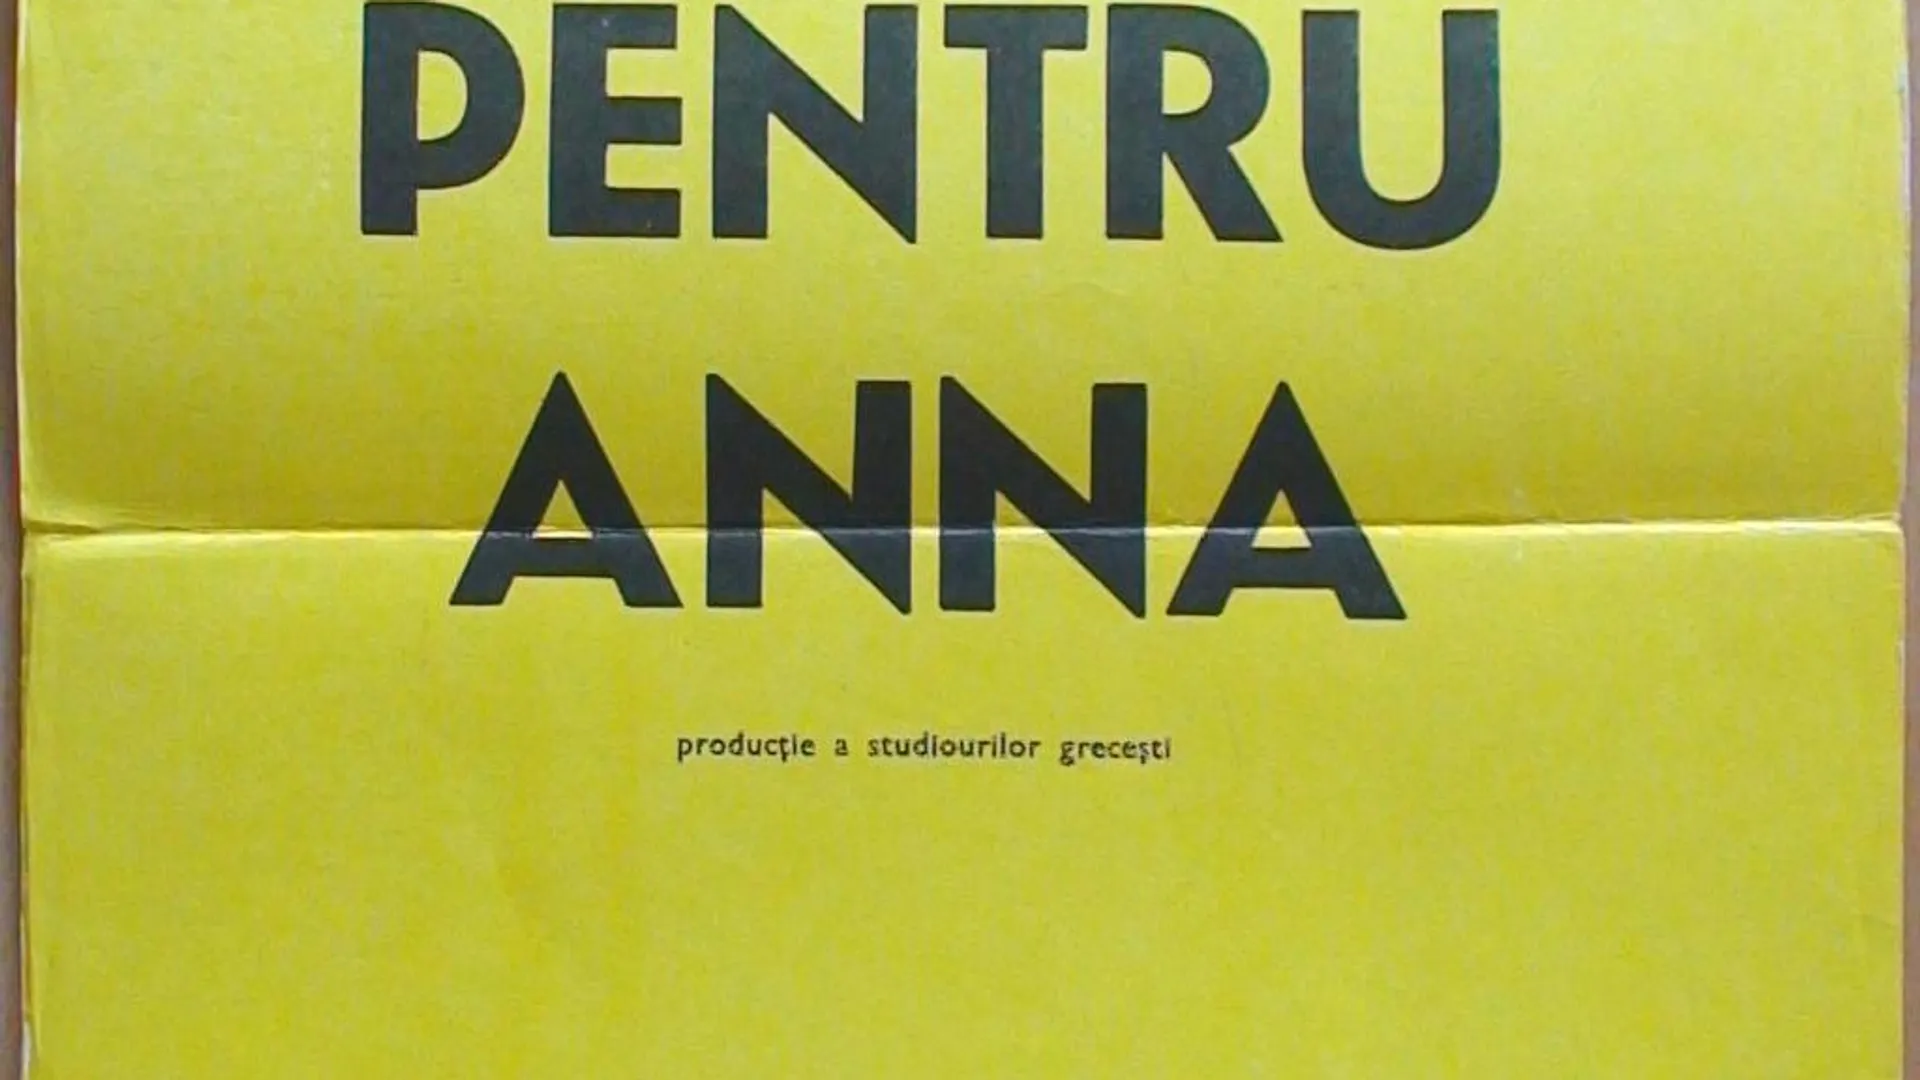 PENTRU
ANNA
producție a studiourilor grecești